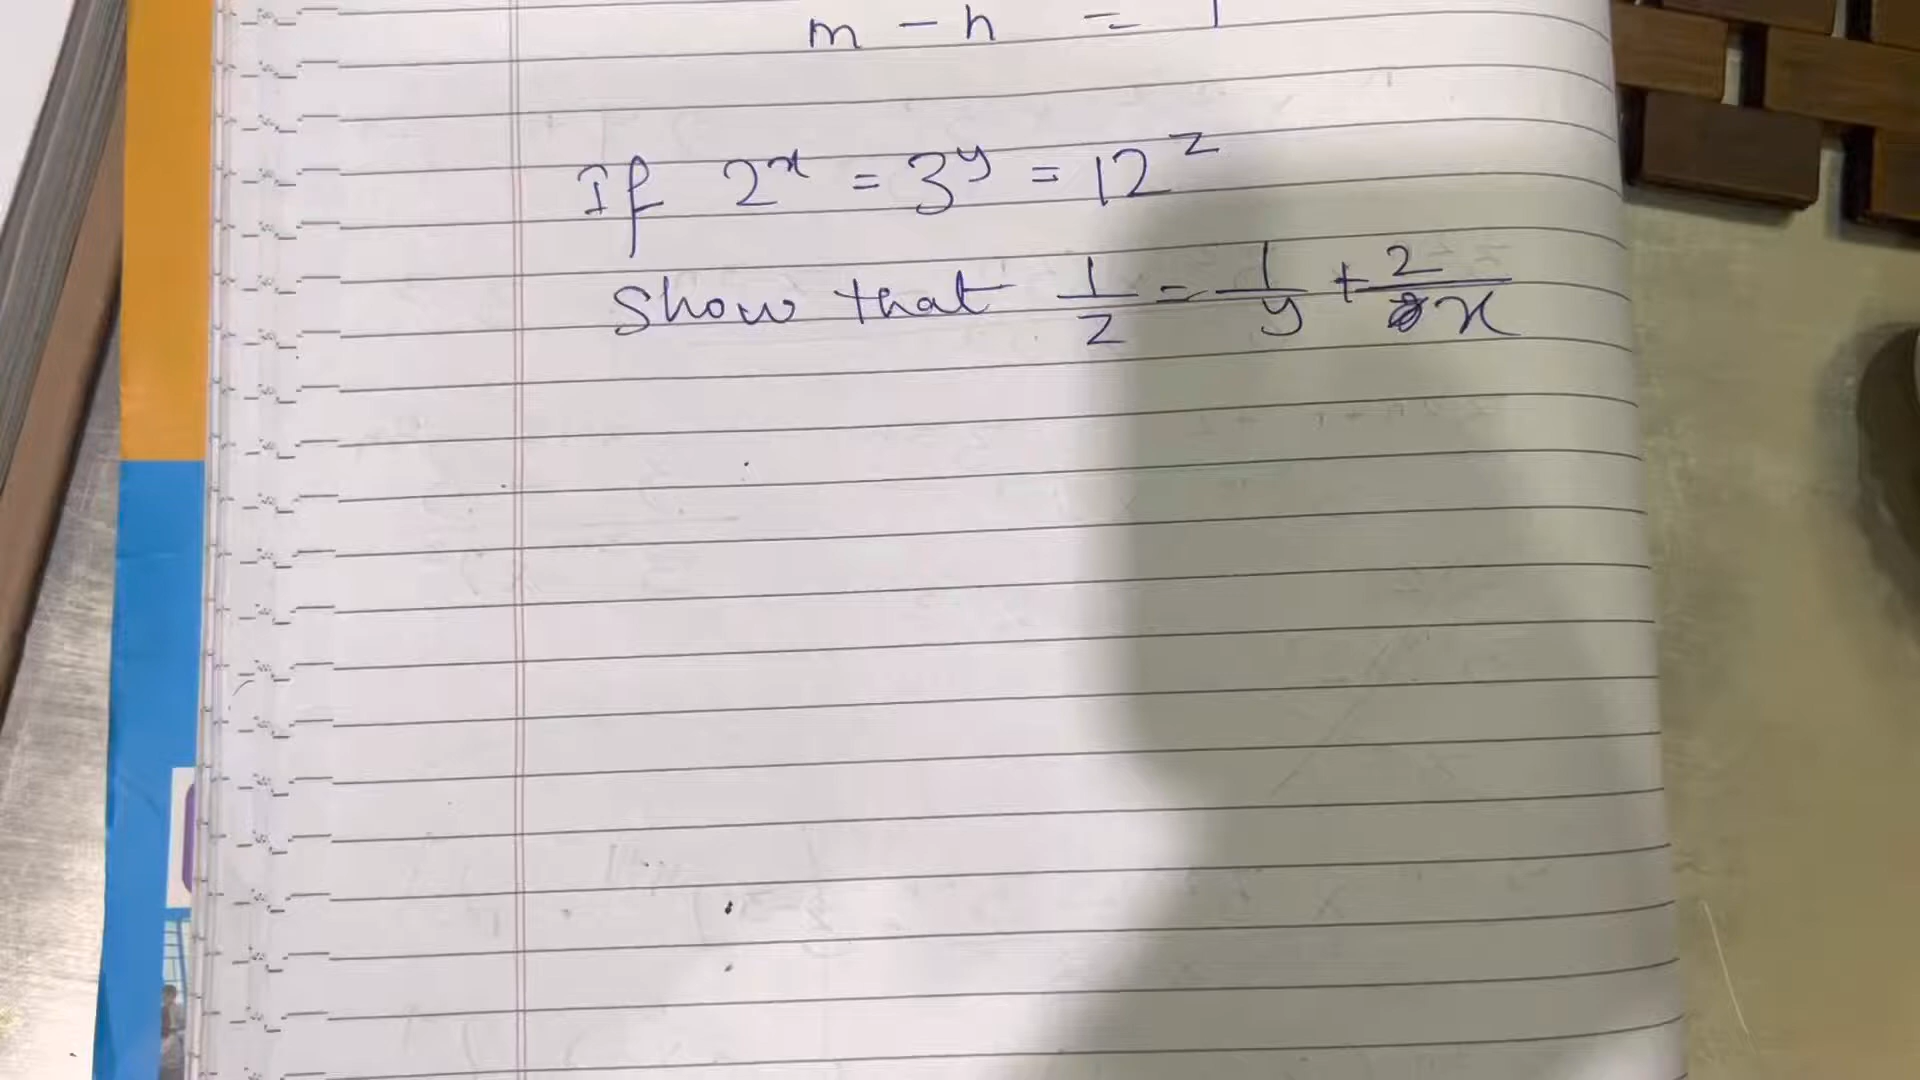 m - n = 1
If 2^x = 3^y = 12^z
Show that 1/z = 1/y + 2/x